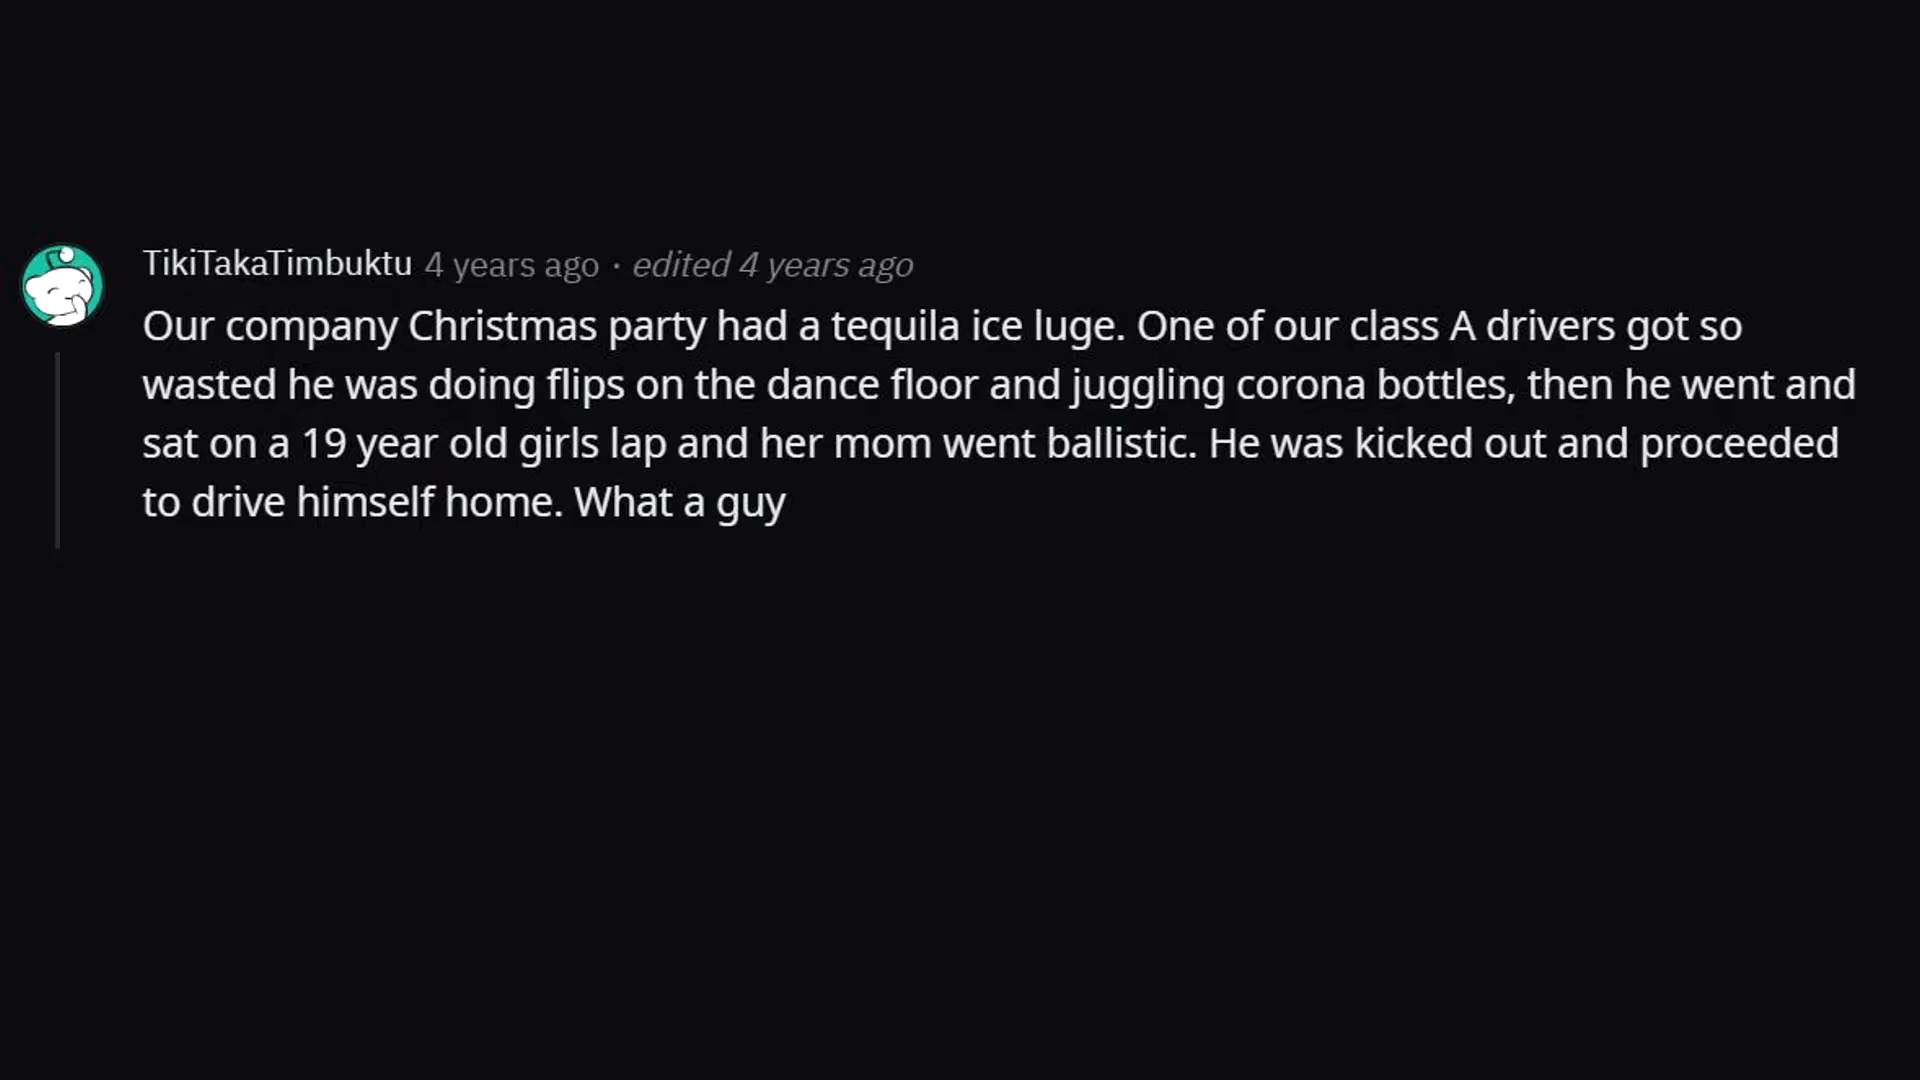 TikiTakaTimbuktu 4 years ago · edited 4 years ago
Our company Christmas party had a tequila ice luge. One of our class A drivers got so
wasted he was doing flips on the dance floor and juggling corona bottles, then he went and
sat on a 19 year old girls lap and her mom went ballistic. He was kicked out and proceeded
to drive himself home. What a guy